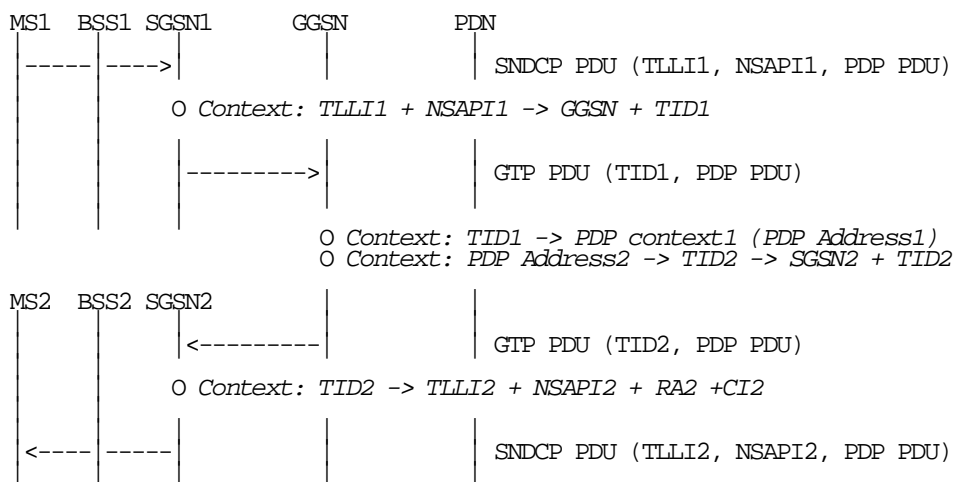 MS1 BSS1 SGSN1 GGSN PDN
SNDCP PDU (TLLI1, NSAPI1, PDP PDU)
O Context: TLLI1 + NSAPI1 -> GGSN + TID1
GTP PDU (TID1, PDP PDU)
O Context: TID1 -> PDP context1 (PDP Address1)
O Context: PDP Address2 -> TID2 -> SGSN2 + TID2
MS2 BSS2 SGSN2
GTP PDU (TID2, PDP PDU)
O Context: TID2 -> TLLI2 + NSAPI2 + RA2 +CI2
SNDCP PDU (TLLI2, NSAPI2, PDP PDU)